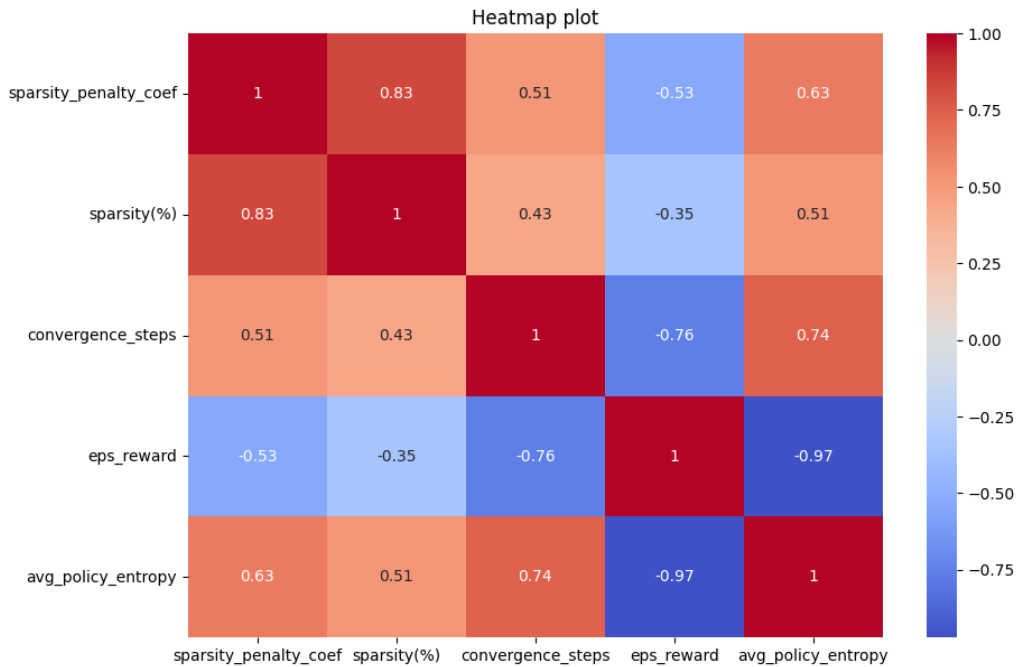 Heatmap plot
sparsity_penalty_coef 1 0.83 0.51 -0.53 0.63
sparsity(%) 0.83 1 0.43 -0.35 0.51
convergence_steps 0.51 0.43 1 -0.76 0.74
eps_reward -0.53 -0.35 -0.76 1 -0.97
avg_policy_entropy 0.63 0.51 0.74 -0.97 1
sparsity_penalty_coef sparsity(%) convergence_steps eps_reward avg_policy_entropy
1.00
0.75
0.50
0.25
0.00
−0.25
−0.50
−0.75